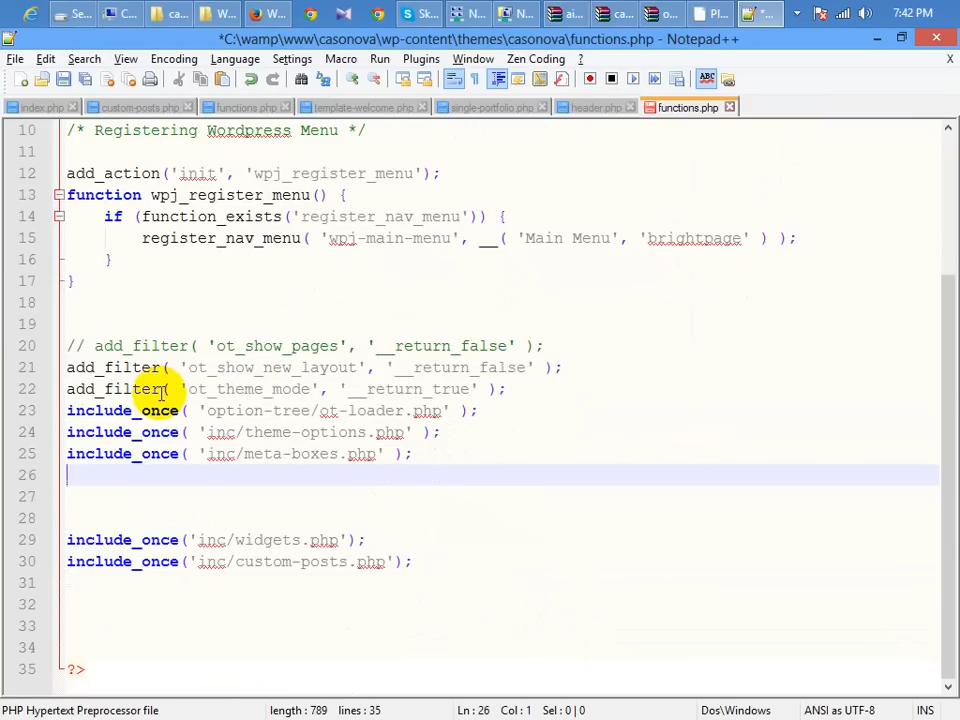 Se...
ca...
W...
W...
Sk...
N...
N...
ai...
ca...
o...
Pl...
*...
7:42 PM
*C:\wamp\www\casonova\wp-content\themes\casonova\functions.php - Notepad++
File Edit Search View Encoding Language Settings Macro Run Plugins Window Zen Coding ? X
index.php custom-posts.php functions.php template-welcome.php single-portfolio.php header.php functions.php
10 /* Registering Wordpress Menu */
11
12 add_action('init', 'wpj_register_menu');
13 function wpj_register_menu() {
14 if (function_exists('register_nav_menu')) {
15 register_nav_menu( 'wpj-main-menu', __( 'Main Menu', 'brightpage' ) );
16 }
17 }
18
19
20 // add_filter( 'ot_show_pages', '__return_false' );
21 add_filter( 'ot_show_new_layout', '__return_false' );
22 add_filter( 'ot_theme_mode', '__return_true' );
23 include_once( 'option-tree/ot-loader.php' );
24 include_once( 'inc/theme-options.php' );
25 include_once( 'inc/meta-boxes.php' );
26
27
28
29 include_once('inc/widgets.php');
30 include_once('inc/custom-posts.php');
31
32
33
34
35 ?>
PHP Hypertext Preprocessor file length : 789 lines : 35 Ln : 26 Col : 1 Sel : 0 | 0 Dos\Windows ANSI as UTF-8 INS